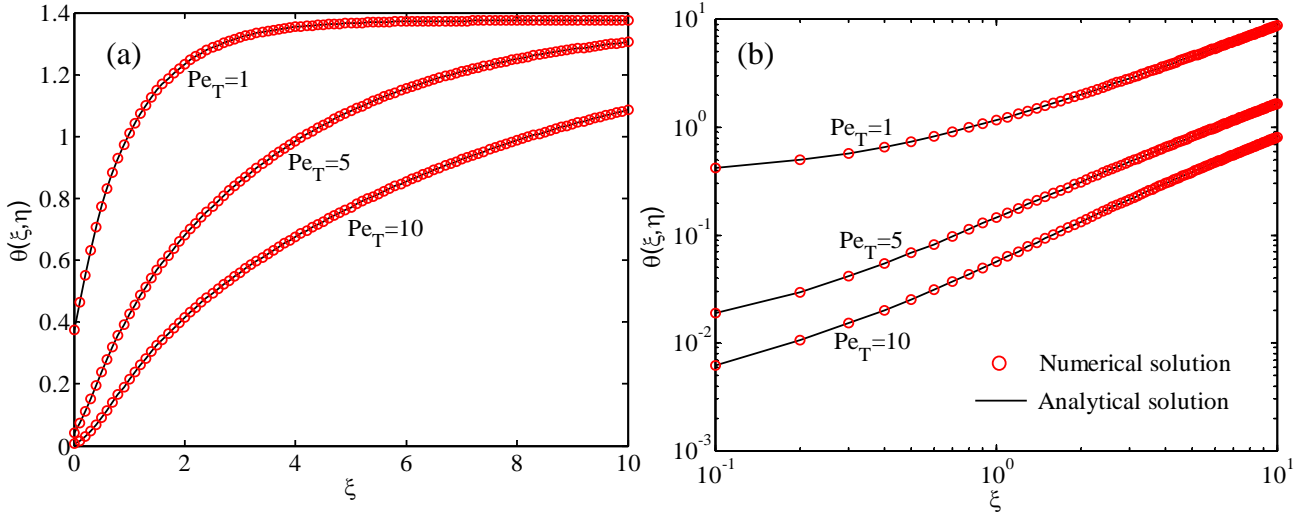 (a)
1.4
1.2
1
0.8
0.6
0.4
0.2
0
θ(ξ,η)
Pe_T=1
Pe_T=5
Pe_T=10
0 2 4 6 8 10
ξ
(b)
10^1
10^0
10^-1
10^-2
10^-3
θ(ξ,η)
Pe_T=1
Pe_T=5
Pe_T=10
Numerical solution
Analytical solution
10^-1 10^0 10^1
ξ